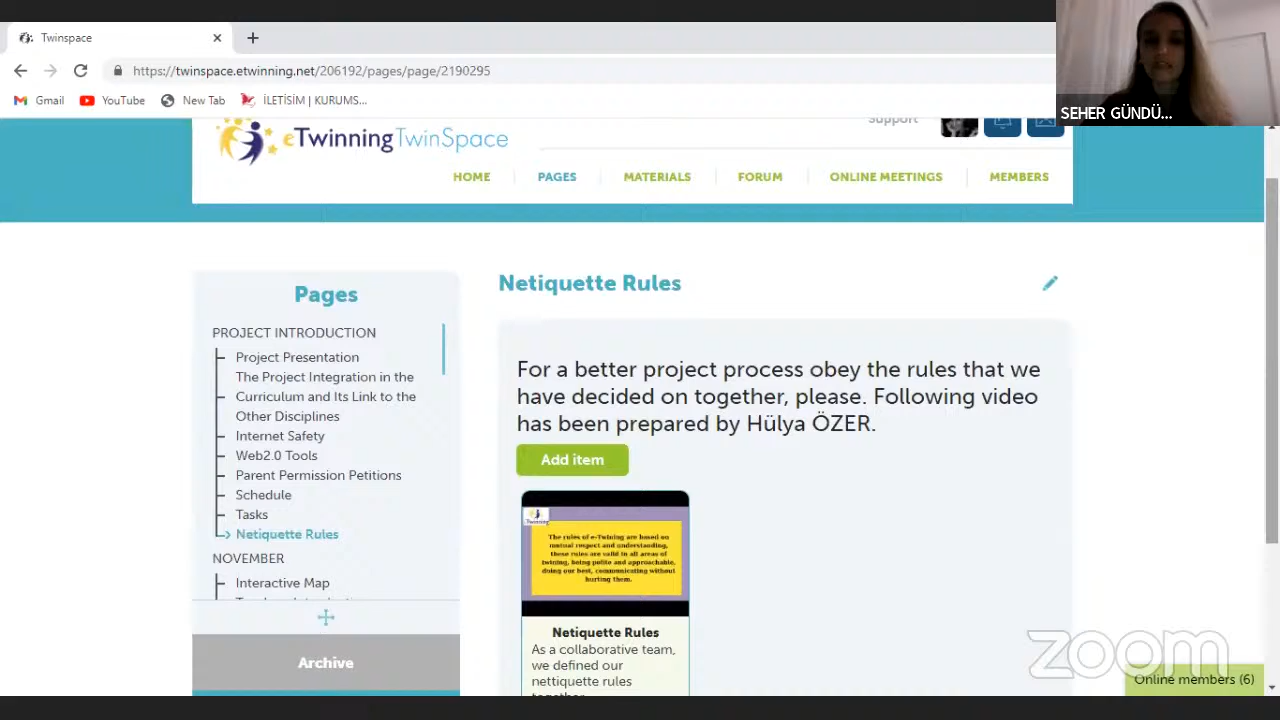 Twinspace
https://twinspace.etwinning.net/206192/pages/page/2190295
Gmail
YouTube
New Tab
İLETİSİM | KURUMS...
SEHER GÜNDÜ...
Support
eTwinningTwinSpace
HOME
PAGES
MATERIALS
FORUM
ONLINE MEETINGS
MEMBERS
Pages
PROJECT INTRODUCTION
Project Presentation
The Project Integration in the
Curriculum and Its Link to the
Other Disciplines
Internet Safety
Web2.0 Tools
Parent Permission Petitions
Schedule
Tasks
Netiquette Rules
NOVEMBER
Interactive Map
Archive
Netiquette Rules
For a better project process obey the rules that we
have decided on together, please. Following video
has been prepared by Hülya ÖZER.
Add item
The rules of e-Twining are based on
mutual respect and understanding,
these rules are valid in all areas of
twining, being polite and approachable,
doing our best, communicating without
hurting them.
Netiquette Rules
As a collaborative team,
we defined our
nettiquette rules
together
zoom
Online members (6)